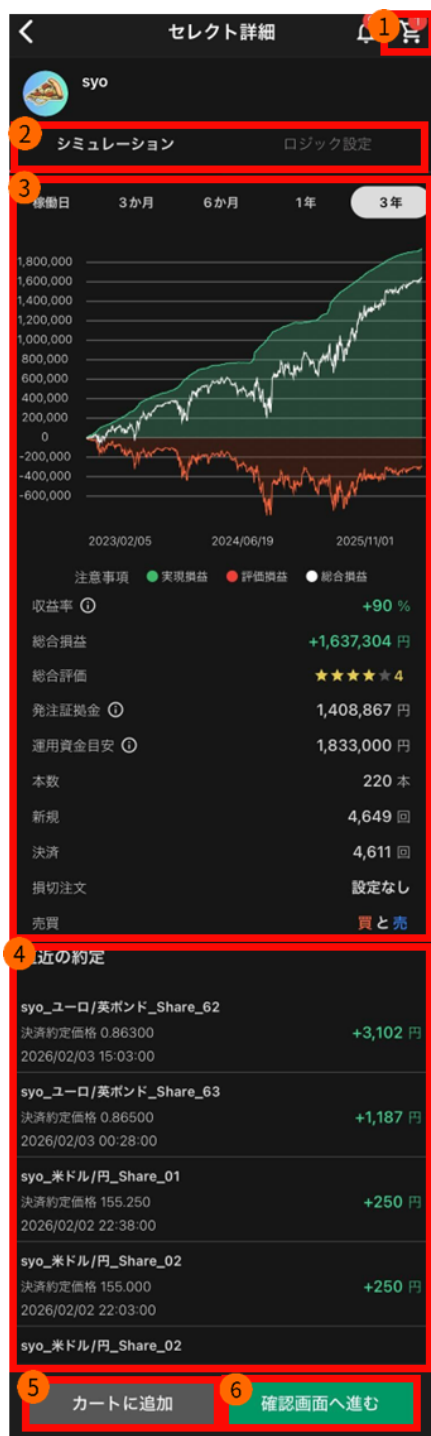 セレクト詳細
1
1
syo
2
シミュレーション ロジック設定
3
稼働日 3か月 6か月 1年 3年
1,800,000
1,600,000
1,400,000
1,200,000
1,000,000
800,000
600,000
400,000
200,000
0
-200,000
-400,000
-600,000
2023/02/05 2024/06/19 2025/11/01
注意事項 実現損益 評価損益 総合損益
収益率 +90 %
総合損益 +1,637,304 円
総合評価 ★★★★★4
発注証拠金 1,408,867 円
運用資金目安 1,833,000 円
本数 220 本
新規 4,649 回
決済 4,611 回
損切注文 設定なし
売買 買と売
4
近の約定
syo_ユーロ/英ポンド_Share_62
決済約定価格 0.86300 +3,102 円
2026/02/03 15:03:00
syo_ユーロ/英ポンド_Share_63
決済約定価格 0.86500 +1,187 円
2026/02/03 00:28:00
syo_米ドル/円_Share_01
決済約定価格 155.250 +250 円
2026/02/02 22:38:00
syo_米ドル/円_Share_02
決済約定価格 155.000 +250 円
2026/02/02 22:03:00
syo_米ドル/円_Share_02
5 6
カートに追加 確認画面へ進む